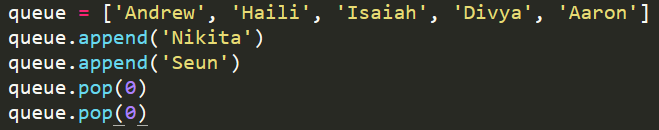 queue = ['Andrew', 'Haili', 'Isaiah', 'Divya', 'Aaron']
queue.append('Nikita')
queue.append('Seun')
queue.pop(0)
queue.pop(0)